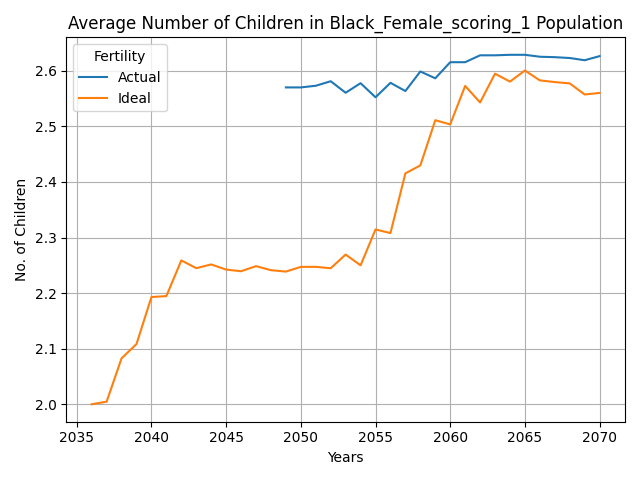 Average Number of Children in Black_Female_scoring_1 Population
Fertility
Actual
Ideal
No. of Children
2.6
2.5
2.4
2.3
2.2
2.1
2.0
2035 2040 2045 2050 2055 2060 2065 2070
Years